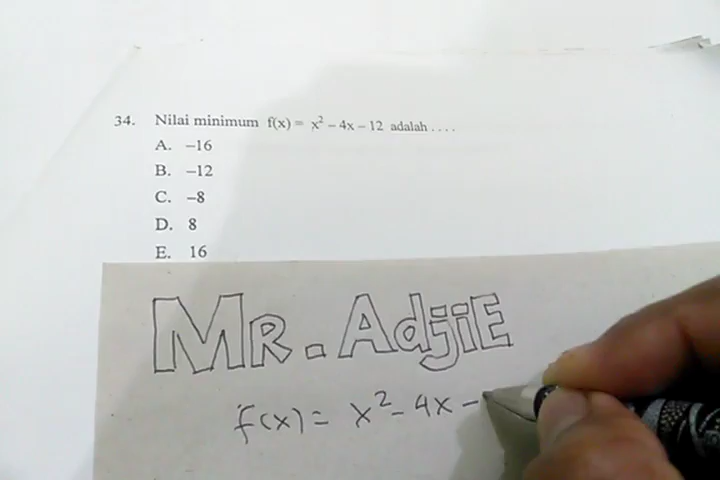 34. Nilai minimum f(x) = x² – 4x – 12 adalah . . . .
A. –16
B. –12
C. –8
D. 8
E. 16
MR. AdjiE
f(x) = x² - 4x -